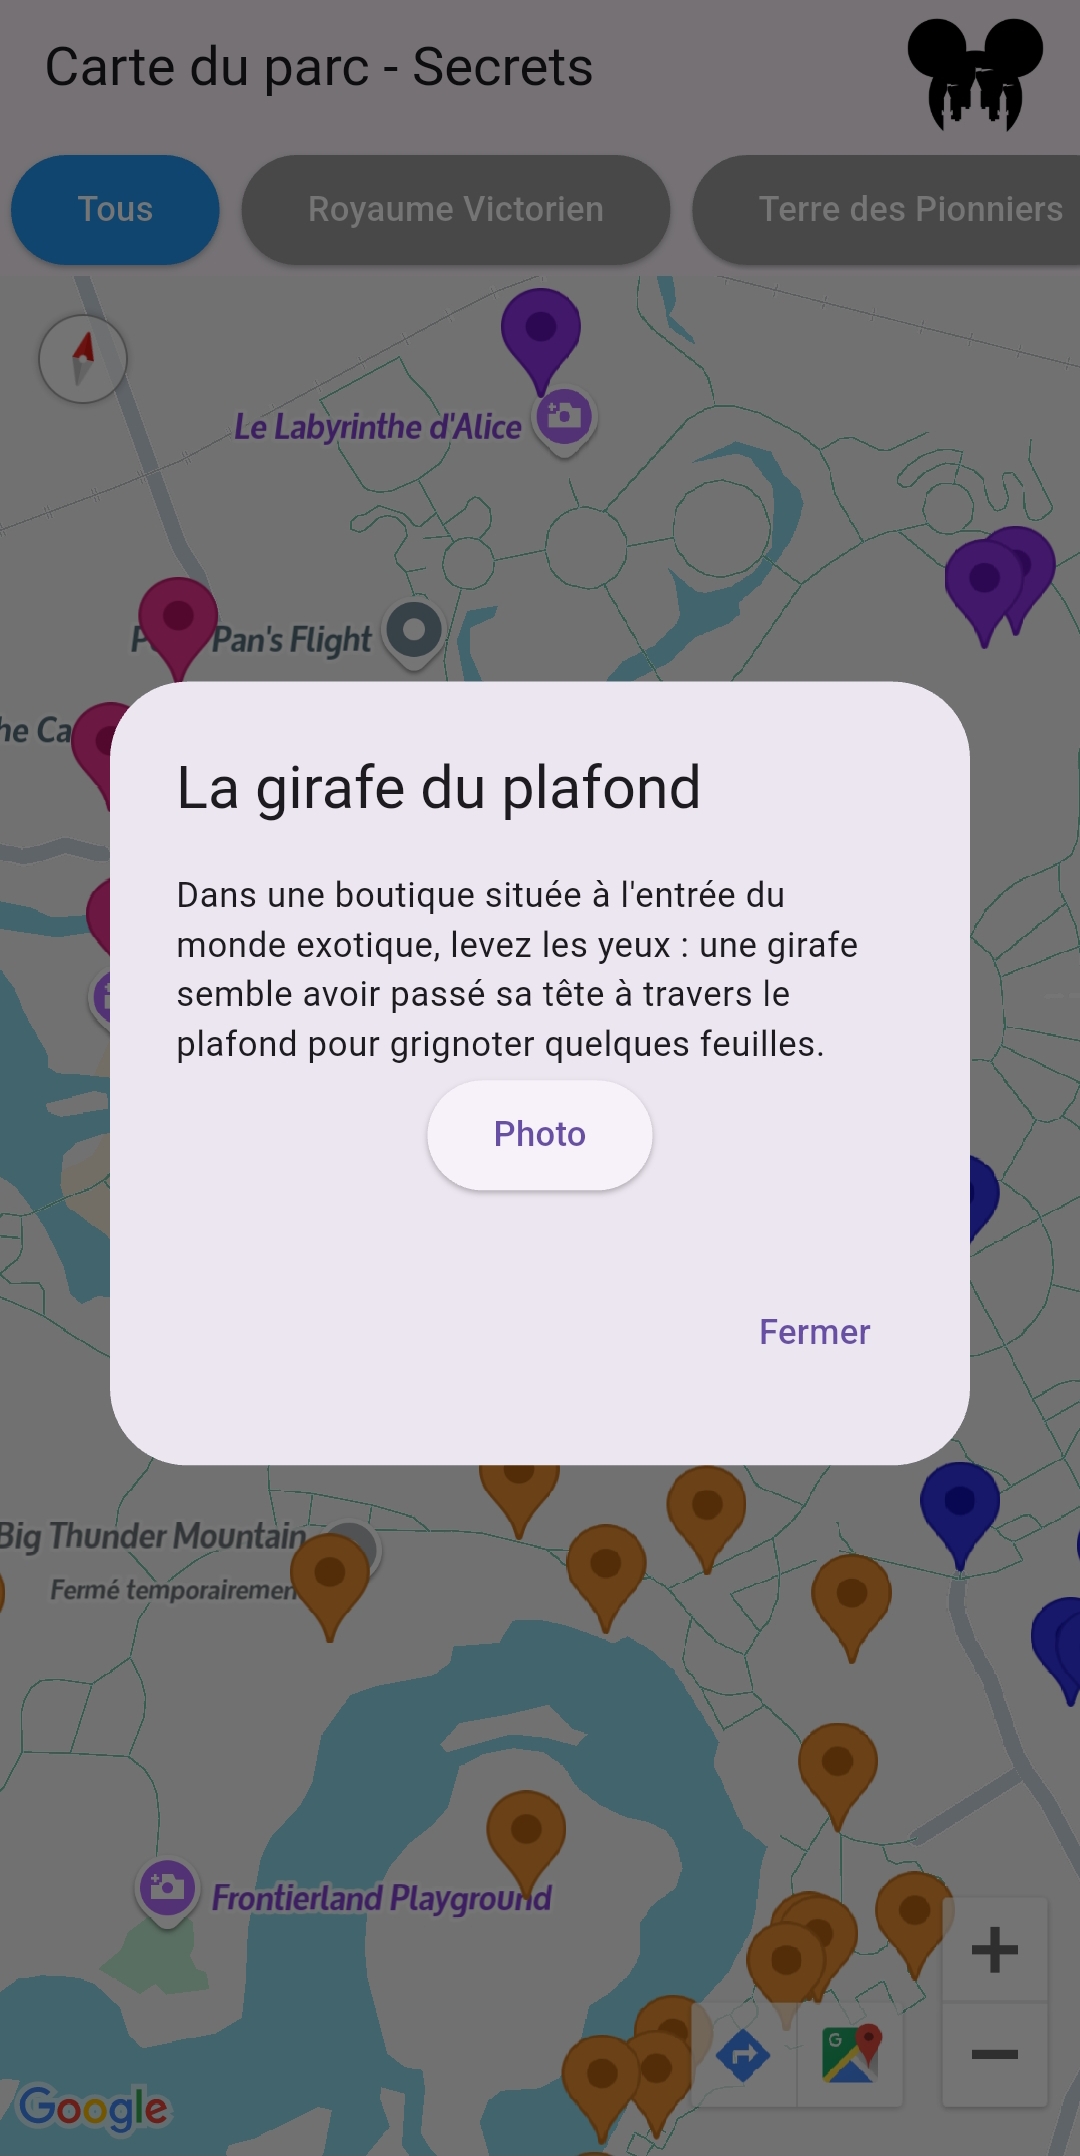 Carte du parc - Secrets
Tous
Royaume Victorien
Terre des Pionniers
Le Labyrinthe d'Alice
Pan's Flight
La girafe du plafond
Dans une boutique située à l'entrée du
monde exotique, levez les yeux : une girafe
semble avoir passé sa tête à travers le
plafond pour grignoter quelques feuilles.
Photo
Fermer
Big Thunder Mountain
Fermé temporairemen
Frontierland Playground
Google